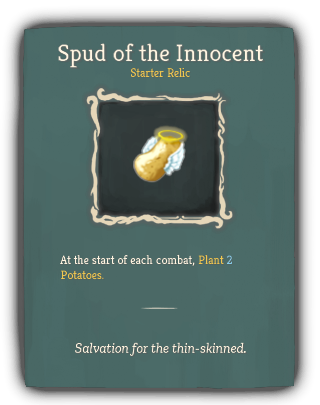 Spud of the Innocent
Starter Relic
At the start of each combat, Plant 2
Potatoes.
Salvation for the thin-skinned.